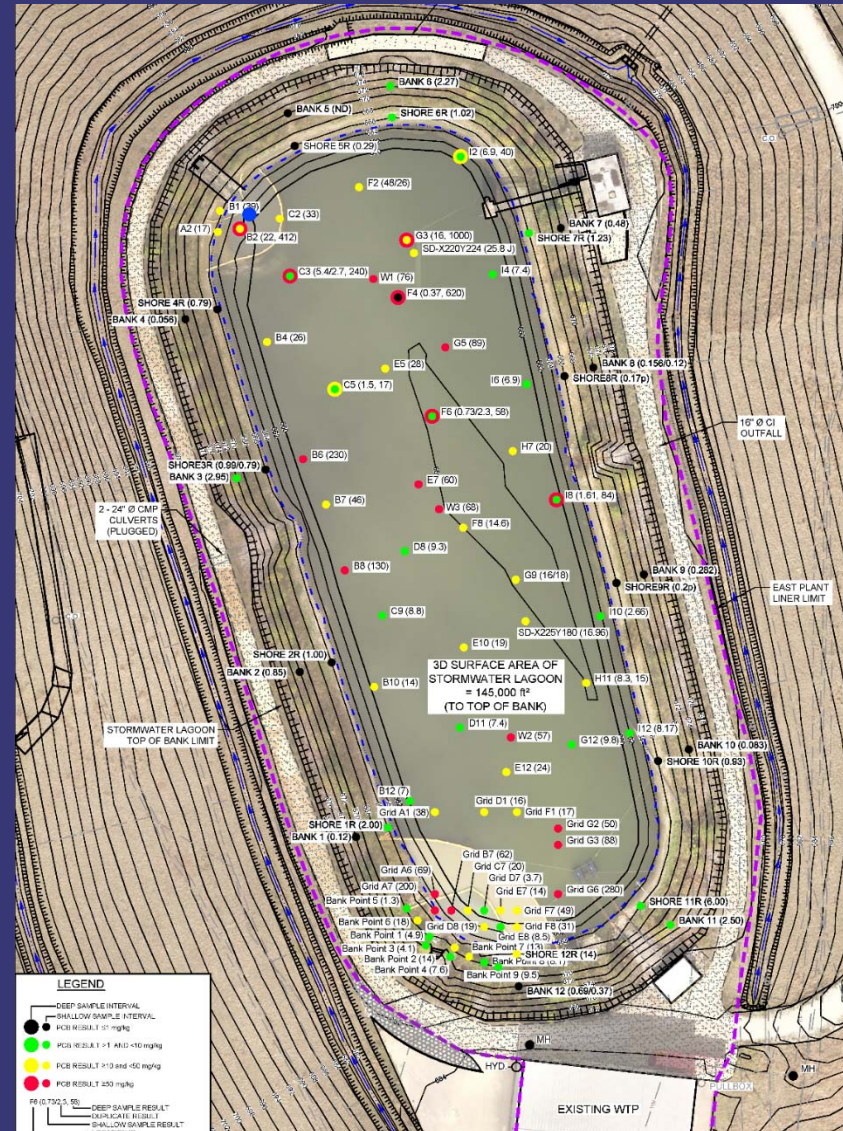 BANK 6 (2.27)
BANK 5 (ND)
SHORE 6R (1.02)
SHORE 5R (0.29)
I2 (6.9, 40)
F2 (48/26)
C2 (33)
A2 (17)
B2 (22, 412)
G3 (16, 1000)
SD-X220Y224 (25.8 J)
BANK 7 (0.48)
SHORE 7R (1.23)
C3 (5.4/2.7, 240)
W1 (76)
I4 (7.4)
F4 (0.37, 620)
SHORE 4R (0.79)
BANK 4 (0.056)
B4 (26)
G5 (89)
E5 (28)
BANK 8 (0.156/0.12)
SHORE8R (0.17p)
C5 (1.5, 17)
I6 (6.9)
F6 (0.73/2.3, 58)
16" Ø CI
OUTFALL
H7 (20)
B6 (230)
SHORE3R (0.99/0.79)
BANK 3 (2.95)
E7 (60)
I8 (1.61, 84)
2 - 24" Ø CMP
CULVERTS
(PLUGGED)
B7 (46)
W3 (68)
F8 (14.6)
D8 (9.3)
B8 (130)
G9 (16/18)
BANK 9 (0.282)
SHORE9R (0.2p)
EAST PLANT
LINER LIMIT
C9 (8.8)
I10 (2.66)
SD-X225Y180 (16.96)
E10 (19)
SHORE 2R (1.00)
BANK 2 (0.85)
3D SURFACE AREA OF
STORMWATER LAGOON
= 145,000 ft²
(TO TOP OF BANK)
B10 (14)
H11 (8.3, 15)
STORMWATER LAGOON
TOP OF BANK LIMIT
D11 (7.4)
W2 (57)
G12 (9.8)
I12 (8.17)
BANK 10 (0.083)
SHORE 10R (0.93)
E12 (24)
B12 (7)
Grid A1 (38)
Grid D1 (16)
Grid F1 (17)
SHORE 1R (2.00)
BANK 1 (0.12)
Grid G2 (50)
Grid G3 (88)
Grid B7 (62)
Grid C7 (20)
Grid D7 (3.7)
Grid E7 (14)
Grid A6 (69)
Grid A7 (200)
Grid G6 (280)
Bank Point 5 (1.3)
Grid F7 (49)
SHORE 11R (6.00)
Bank Point 6 (18)
Grid D8 (19)
Grid F8 (31)
BANK 11 (2.50)
Bank Point 1 (4.9)
Grid E8 (8.5)
Bank Point 3 (4.1)
Bank Point 7 (13)
SHORE 12R (14)
Bank Point 2 (14)
Bank Point 4 (7.6)
Bank Point 9 (9.5)
BANK 12 (0.69/0.37)
LEGEND
DEEP SAMPLE INTERVAL
SHALLOW SAMPLE INTERVAL
PCB RESULT ≤1 mg/kg
PCB RESULT >1 AND <10 mg/kg
PCB RESULT ≥10 and <50 mg/kg
PCB RESULT ≥50 mg/kg
F6 (0.73/2.3, 58)
DEEP SAMPLE RESULT
DUPLICATE RESULT
SHALLOW SAMPLE RESULT
MH
HYD
MH
PULLBOX
EXISTING WTP